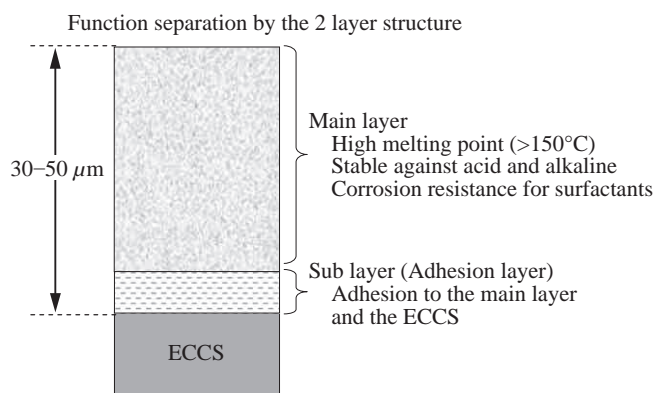 Function separation by the 2 layer structure
30–50 μm
Main layer
High melting point (>150°C)
Stable against acid and alkaline
Corrosion resistance for surfactants
Sub layer (Adhesion layer)
Adhesion to the main layer
and the ECCS
ECCS